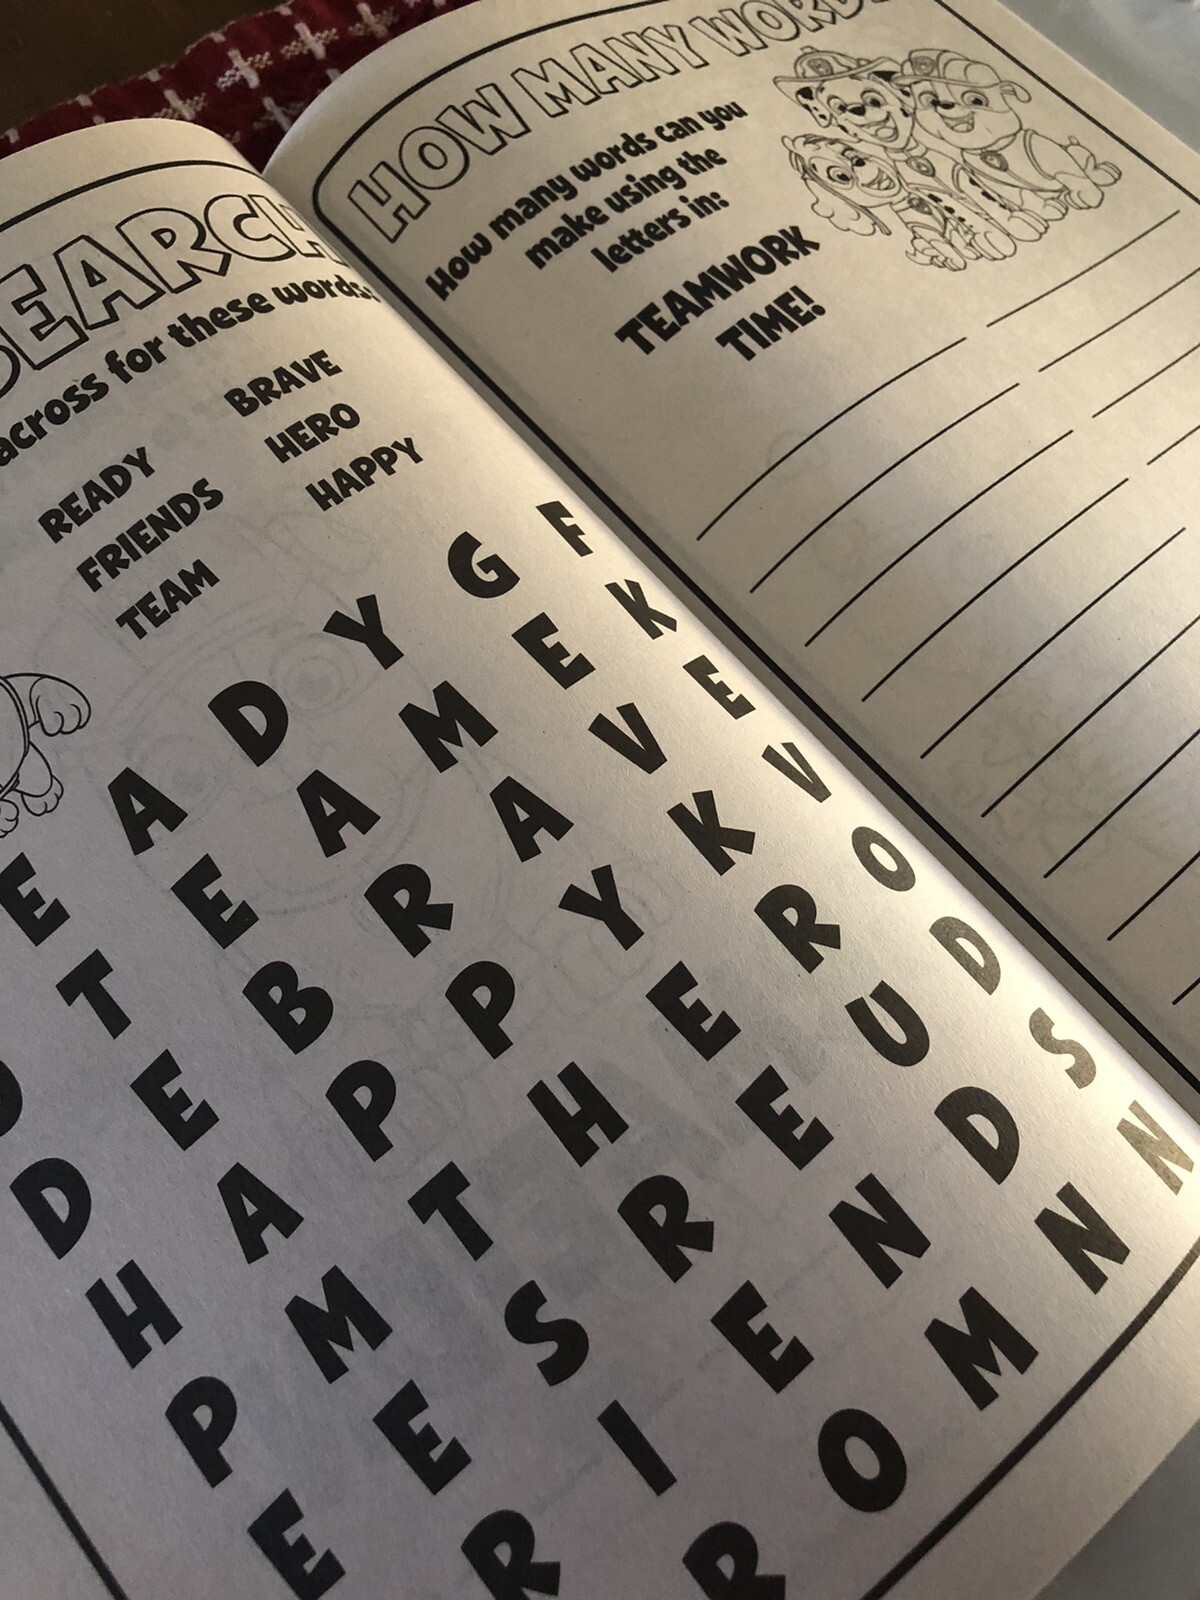 SEARCH
across for these words:
READY BRAVE
FRIENDS HERO
TEAM HAPPY
E A D Y G F
T E A M E K
D E B R A V E
H A P P Y K V
P M T H E R O
E E S R E U D
R I E N D S
R O M N N
HOW MANY WORDS
How many words can you
make using the
letters in:
TEAMWORK
TIME!